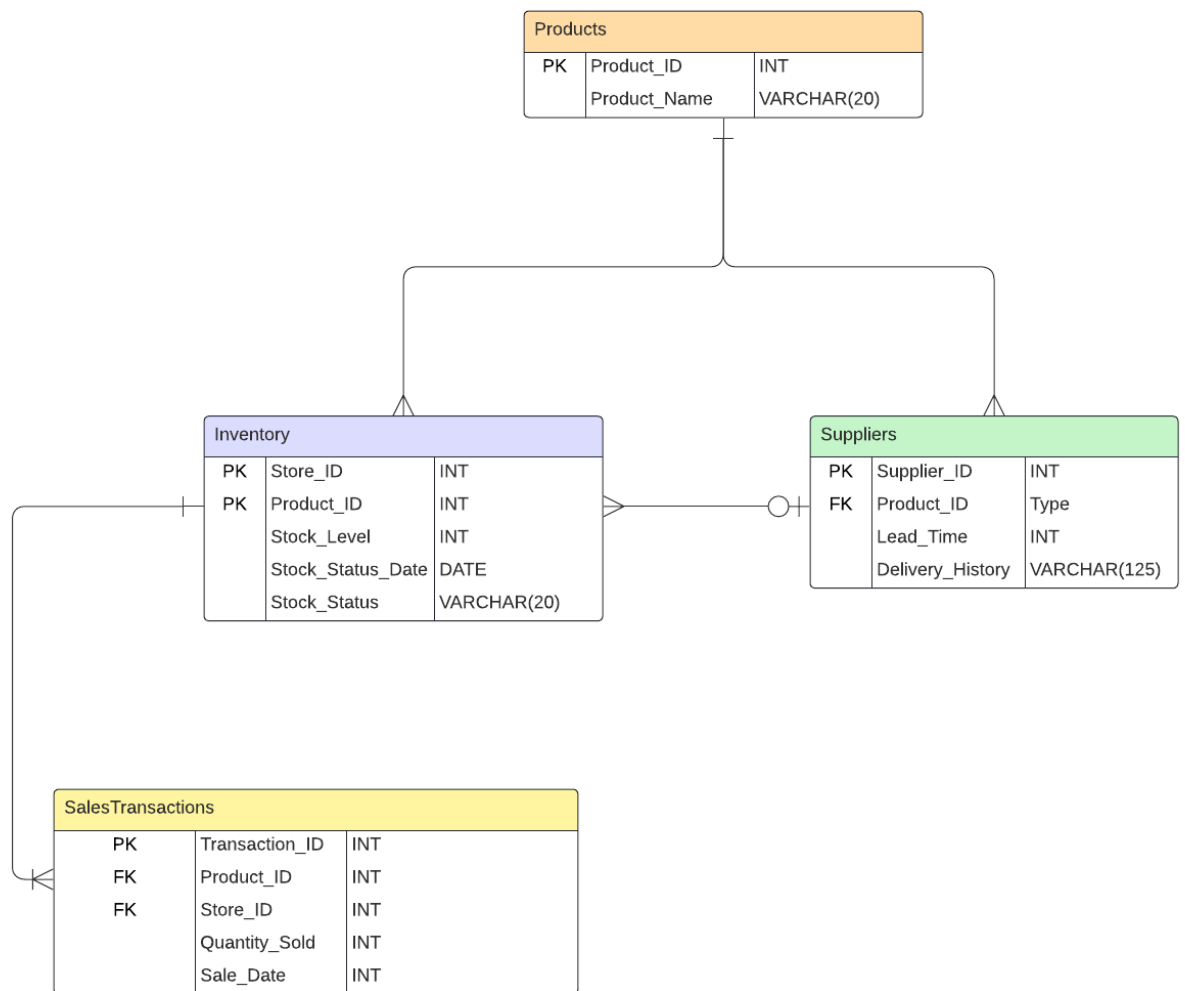 Products
PK Product_ID INT
Product_Name VARCHAR(20)
Inventory
PK Store_ID INT
PK Product_ID INT
Stock_Level INT
Stock_Status_Date DATE
Stock_Status VARCHAR(20)
Suppliers
PK Supplier_ID INT
FK Product_ID Type
Lead_Time INT
Delivery_History VARCHAR(125)
SalesTransactions
PK Transaction_ID INT
FK Product_ID INT
FK Store_ID INT
Quantity_Sold INT
Sale_Date INT